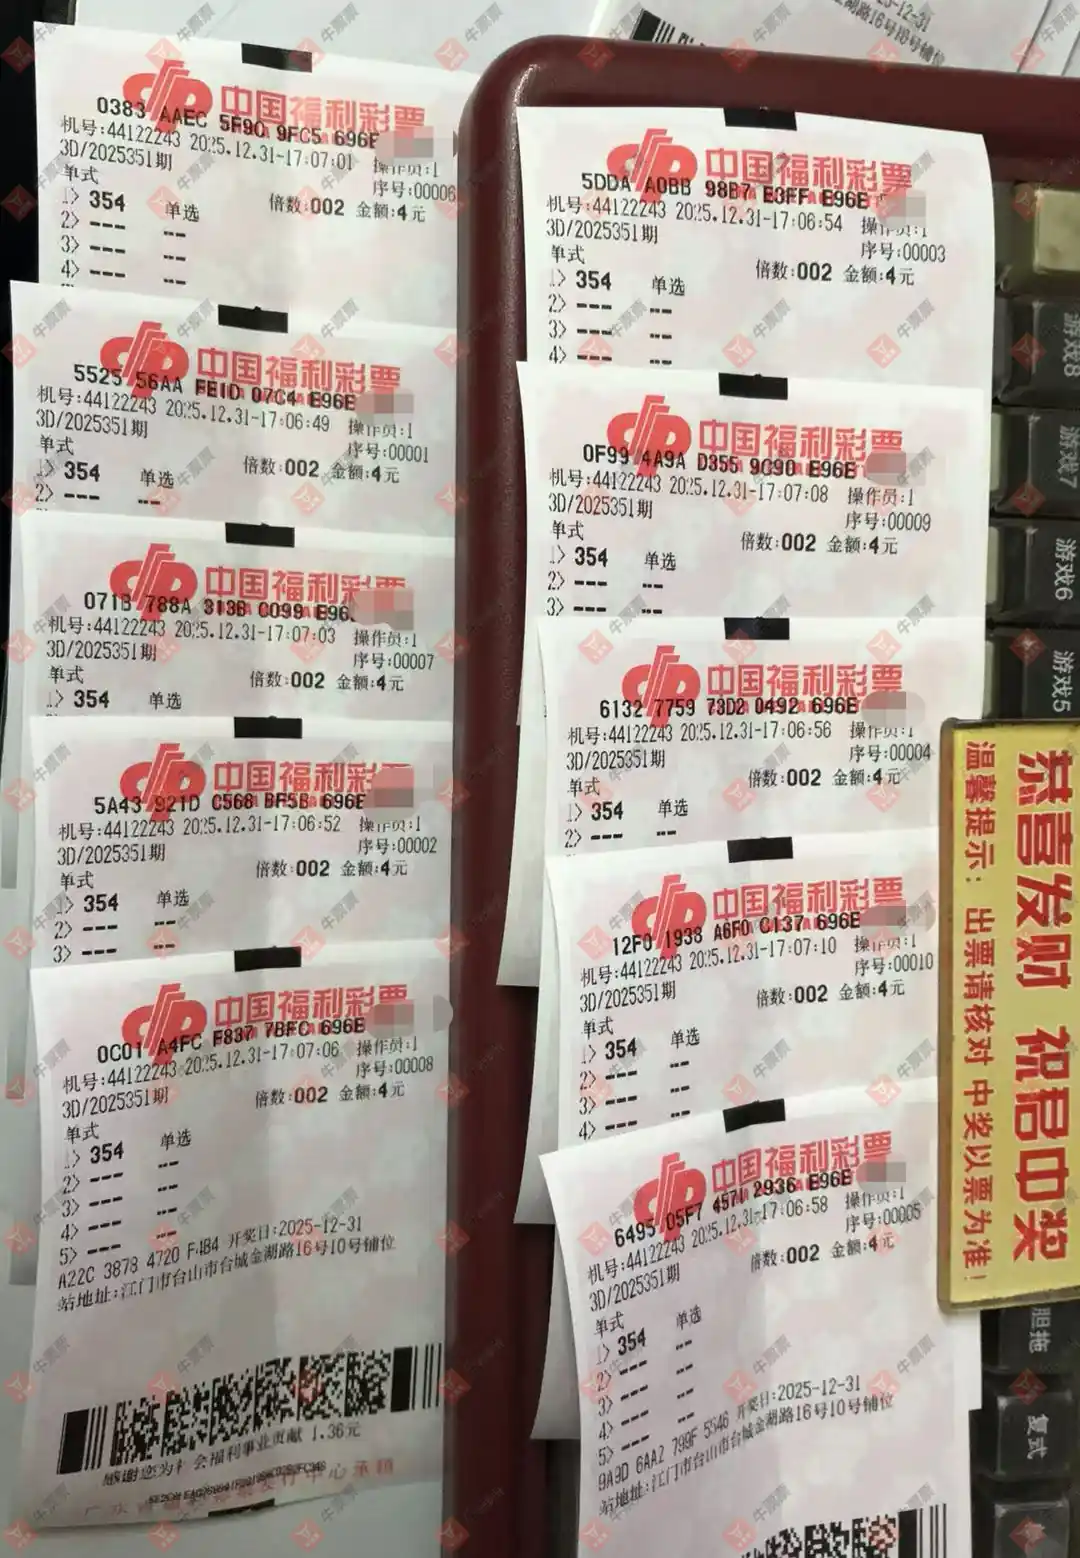 中国福利彩票
0383 AAEC 5F9C 9FC5 696E
机号:44122243 2025.12.31-17:07:01 操作员:1
3D/2025351期 序号:00006
单式 倍数:002 金额:4元
1> 354 单选
2> --- --
3> --- --
4> --- --
中国福利彩票
5525 56AA FE1D 07C4 E96E
机号:44122243 2025.12.31-17:06:49 操作员:1
3D/2025351期 序号:00001
单式 倍数:002 金额:4元
1> 354 单选
2> --- --
中国福利彩票
071B 788A 313B C099 E96
机号:44122243 2025.12.31-17:07:03 操作员:1
3D/2025351期 序号:00007
单式 倍数:002 金额:4元
1> 354 单选
中国福利彩票
5A43 921D C568 BF5B 696E
机号:44122243 2025.12.31-17:06:52 操作员:1
3D/2025351期 序号:00002
单式 倍数:002 金额:4元
1> 354 单选
2> --- --
3> --- --
中国福利彩票
0C01 A4FC F837 7BFC 696E
机号:44122243 2025.12.31-17:07:06 操作员:1
3D/2025351期 序号:00008
单式 倍数:002 金额:4元
1> 354 单选
2> --- --
3> --- --
4> --- --
5> --- --
A22C 3878 4720 F4B4 开奖日:2025-12-31
站地址:江门市台山市台城金湖路16号10号铺位
感谢您为社会福利事业贡献 1.36元
中国福利彩票
5DDA A0BB 98B7 E3FF E96E
机号:44122243 2025.12.31-17:06:54 操作员:1
3D/2025351期 序号:00003
单式 倍数:002 金额:4元
1> 354 单选
2> --- --
3> --- --
4> --- --
中国福利彩票
0F99 4A9A D355 9C90 E96E
机号:44122243 2025.12.31-17:07:08 操作员:1
3D/2025351期 序号:00009
单式 倍数:002 金额:4元
1> 354 单选
2> --- --
3> --- --
中国福利彩票
6132 7759 73D2 0492 696E
机号:44122243 2025.12.31-17:06:56 操作员:1
3D/2025351期 序号:00004
单式 倍数:002 金额:4元
1> 354 单选
2> --- --
中国福利彩票
12F0 1938 A6F0 C137 696E
机号:44122243 2025.12.31-17:07:10 操作员:1
3D/2025351期 序号:00010
单式 倍数:002 金额:4元
1> 354 单选
2> --- --
3> --- --
4> --- --
中国福利彩票
6495 05F7 4571 2936 E96E
机号:44122243 2025.12.31-17:06:58 操作员:1
3D/2025351期 序号:00005
单式 倍数:002 金额:4元
1> 354 单选
2> --- --
3> --- --
4> --- --
5> --- --
9A9D 6AA2 799F 5346 开奖日:2025-12-31
站地址:江门市台山市台城金湖路16号10号铺位
恭喜发财 祝君中奖
温馨提示: 出票请核对 中奖以票为准!
游戏8
游戏7
游戏6
游戏5
胆拖
复式
牛票票